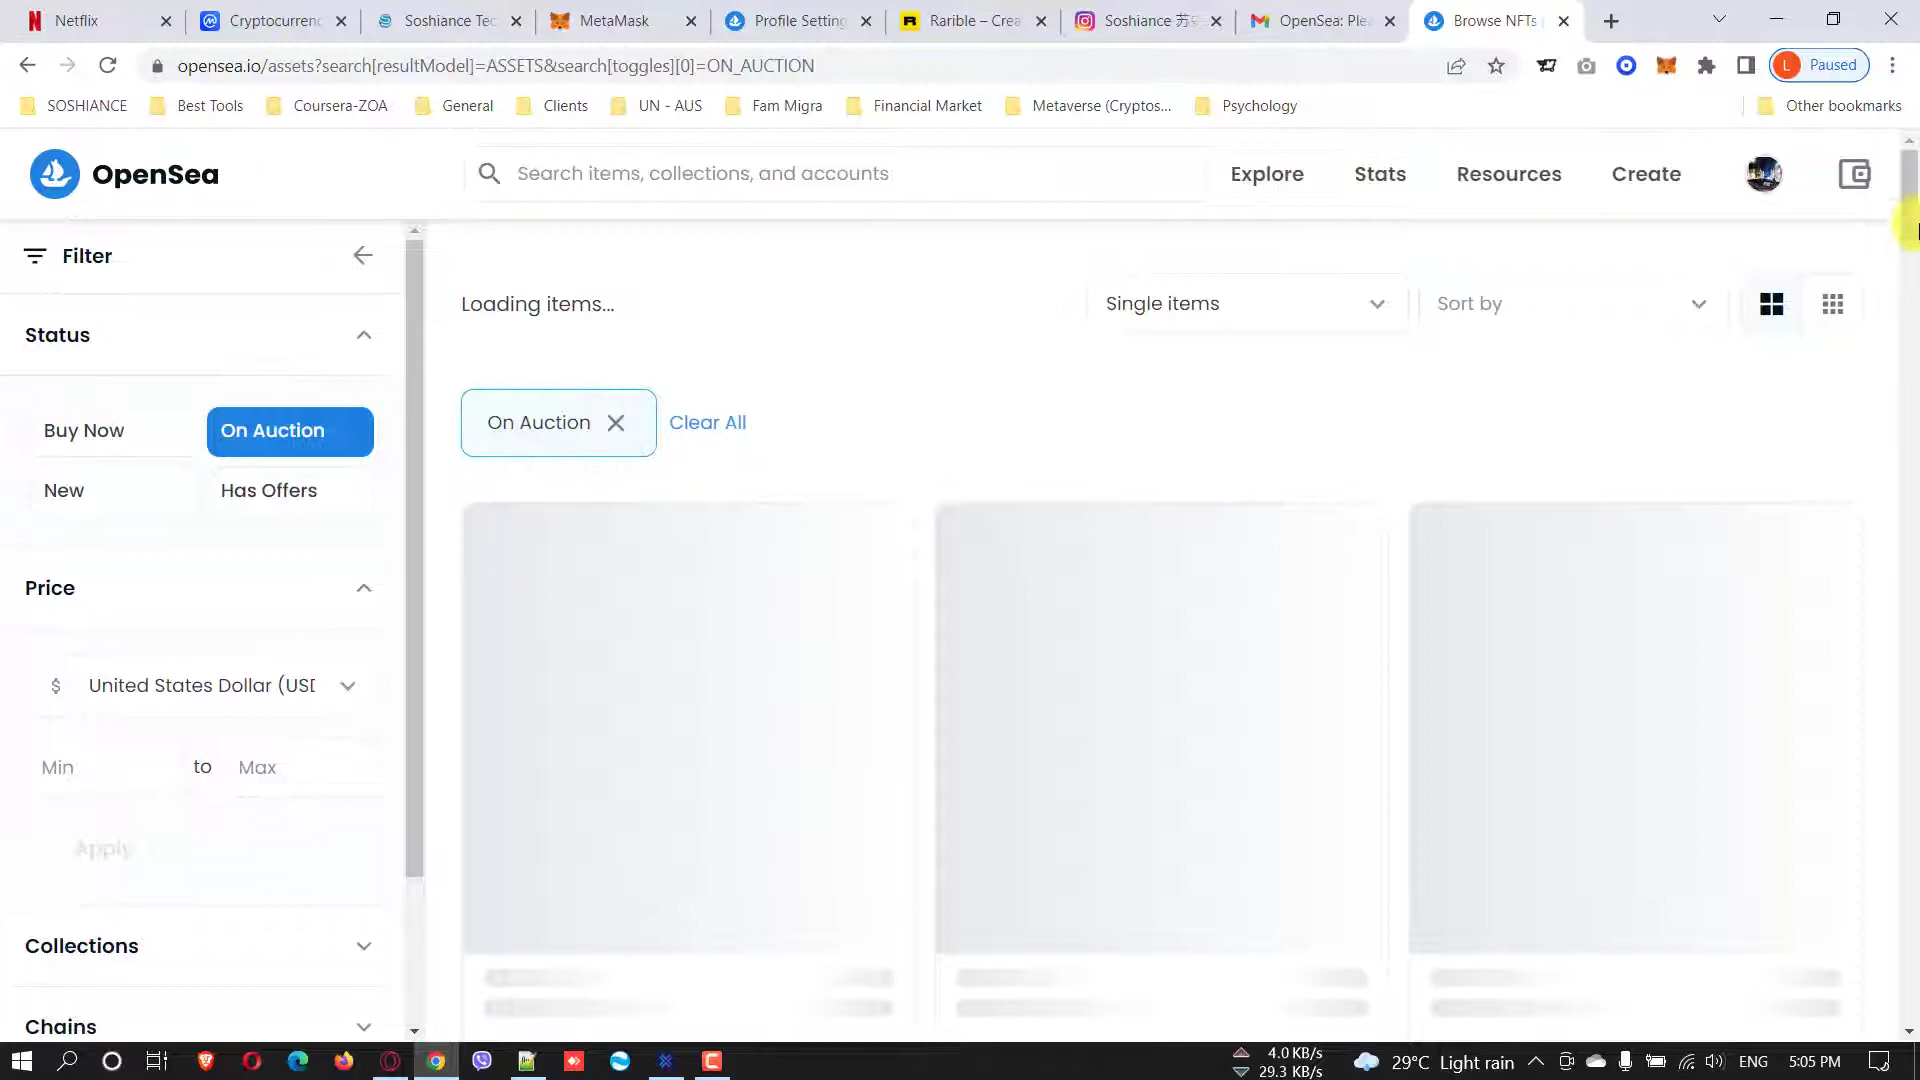 Netflix
Cryptocurrenc
Soshiance Tec
MetaMask
Profile Setting
Rarible – Crea
Soshiance
OpenSea: Plea
Browse NFTs
opensea.io/assets?search[resultModel]=ASSETS&search[toggles][0]=ON_AUCTION
L Paused
SOSHIANCE
Best Tools
Coursera-ZOA
General
Clients
UN - AUS
Fam Migra
Financial Market
Metaverse (Cryptos...
Psychology
Other bookmarks
OpenSea
Search items, collections, and accounts
Explore
Stats
Resources
Create
Filter
Loading items...
Single items
Sort by
Status
On Auction
Clear All
Buy Now
On Auction
New
Has Offers
Price
$ United States Dollar (USD
Min to Max
Apply
Collections
Chains
4.0 KB/s
29.3 KB/s
29°C Light rain
ENG
5:05 PM